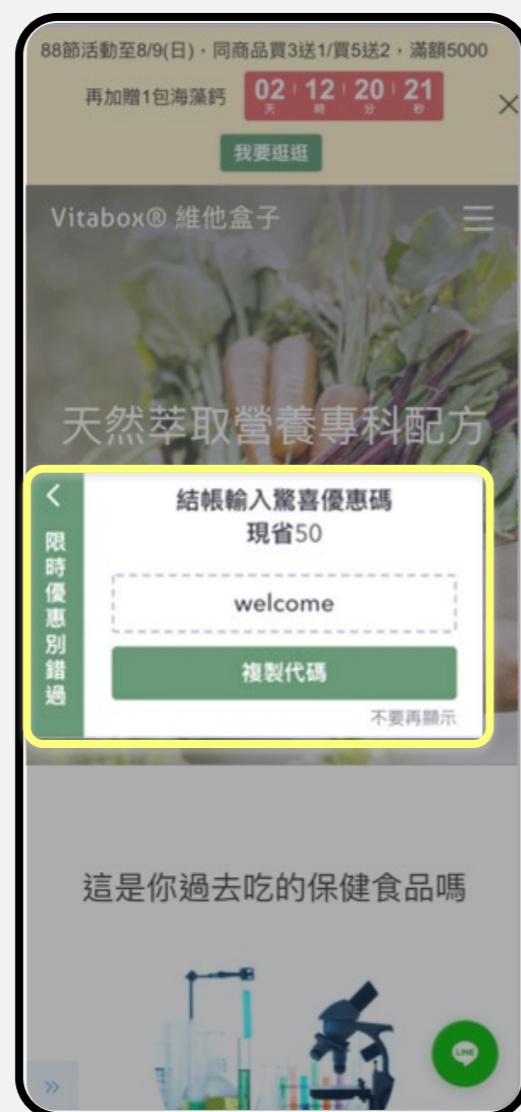 88節活動至8/9(日)，同商品買3送1/買5送2，滿額5000
再加贈1包海藻鈣
02 12 20 21
天 時 分 秒
我要逛逛
Vitabox® 維他盒子
天然萃取營養專科配方
限時優惠別錯過
結帳輸入驚喜優惠碼
現省50
welcome
複製代碼
不要再顯示
這是你過去吃的保健食品嗎
LINE